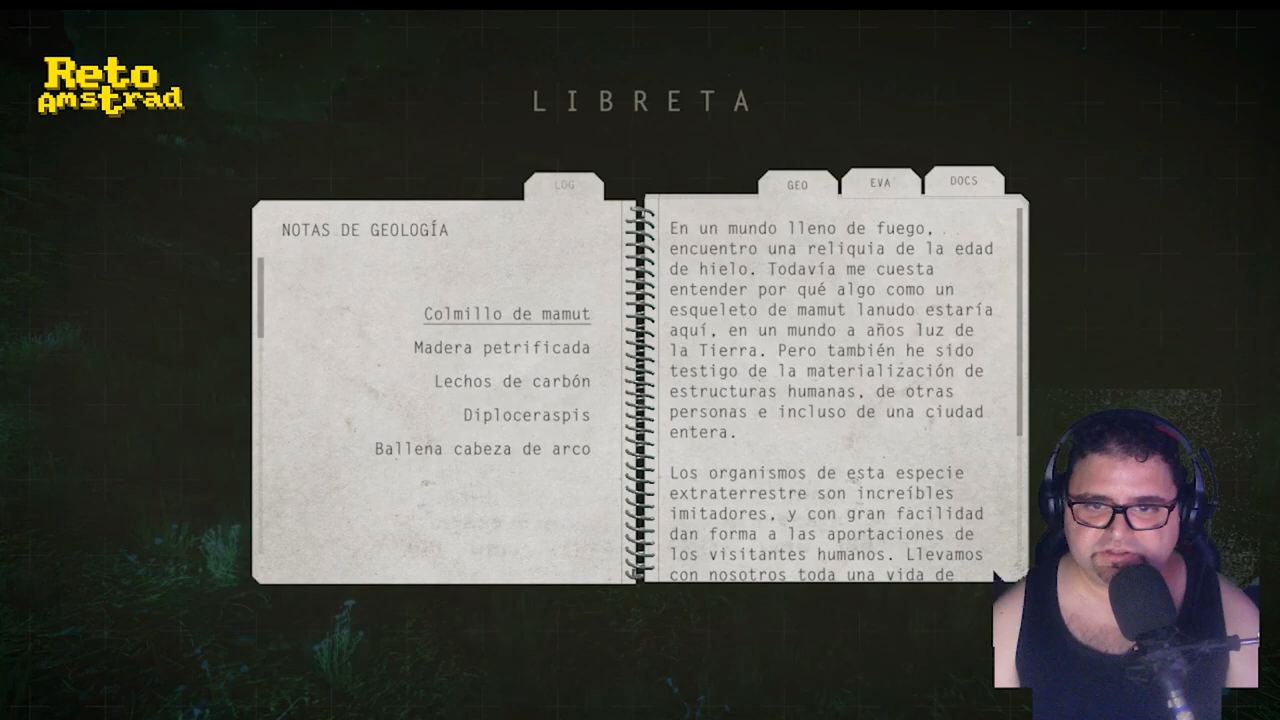 Reto
Amstrad
LIBRETA
LOG
GEO
EVA
DOCS
NOTAS DE GEOLOGÍA
Colmillo de mamut
Madera petrificada
Lechos de carbón
Diploceraspis
Ballena cabeza de arco
En un mundo lleno de fuego,
encuentro una reliquia de la edad
de hielo. Todavía me cuesta
entender por qué algo como un
esqueleto de mamut lanudo estaría
aquí, en un mundo a años luz de
la Tierra. Pero también he sido
testigo de la materialización de
estructuras humanas, de otras
personas e incluso de una ciudad
entera.
Los organismos de esta especie
extraterrestre son increíbles
imitadores, y con gran facilidad
dan forma a las aportaciones de
los visitantes humanos. Llevamos
con nosotros toda una vida de